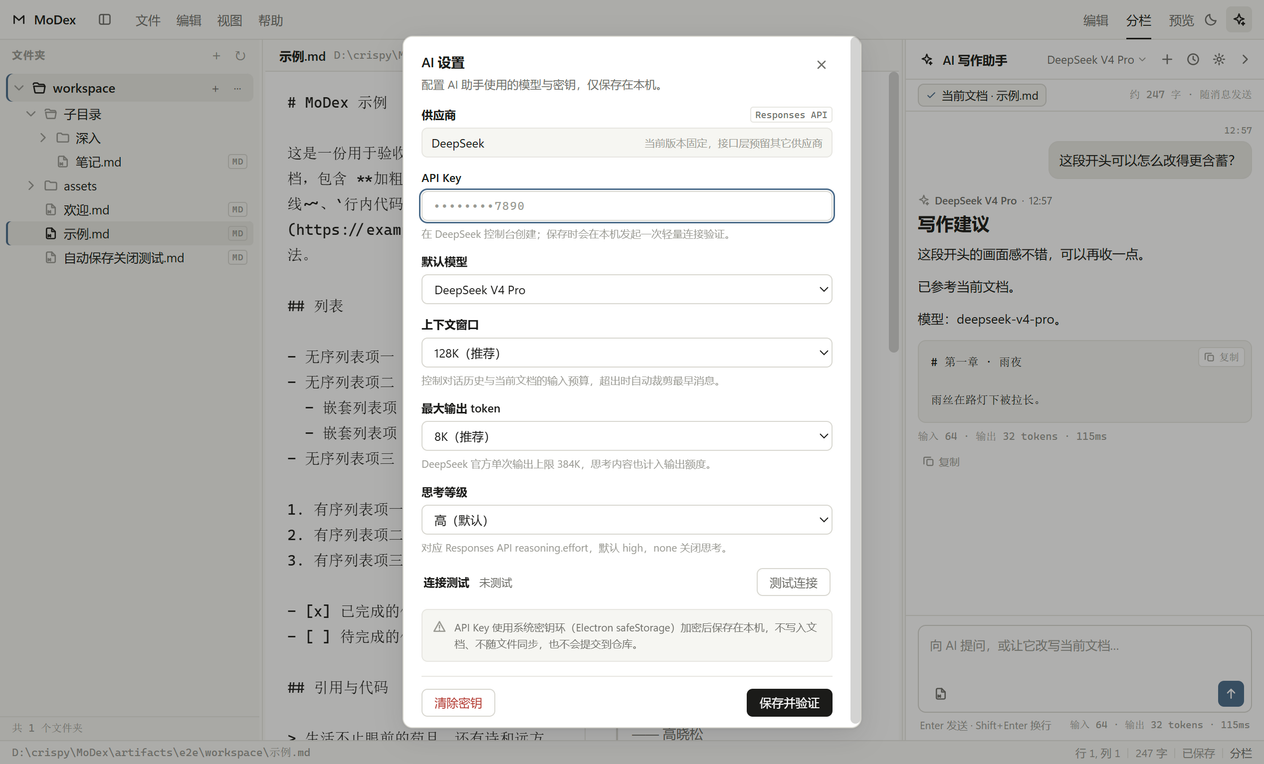 MoDex 文件 编辑 视图 帮助 编辑 分栏 预览
文件夹
workspace
子目录
深入
笔记.md MD
assets
欢迎.md MD
示例.md MD
自动保存关闭测试.md MD
共 1 个文件夹
示例.md D:\crispy\M
# MoDex 示例
这是一份用于验收
档，包含 **加粗
线~~、`行内代码
(https://exam
法。
## 列表
- 无序列表项一
- 无序列表项二
- 嵌套列表项
- 嵌套列表项
- 无序列表项三
1. 有序列表项一
2. 有序列表项二
3. 有序列表项三
- [x] 已完成的
- [ ] 待完成的
## 引用与代码
> 生活不止眼前的苟且，还有诗和远方
—— 高晓松
AI 设置
配置 AI 助手使用的模型与密钥，仅保存在本机。
供应商 Responses API
DeepSeek 当前版本固定，接口层预留其它供应商
API Key
••••••••7890
在 DeepSeek 控制台创建；保存时会在本机发起一次轻量连接验证。
默认模型
DeepSeek V4 Pro
上下文窗口
128K（推荐）
控制对话历史与当前文档的输入预算，超出时自动裁剪最早消息。
最大输出 token
8K（推荐）
DeepSeek 官方单次输出上限 384K，思考内容也计入输出额度。
思考等级
高（默认）
对应 Responses API reasoning.effort，默认 high，none 关闭思考。
连接测试 未测试 测试连接
API Key 使用系统密钥环（Electron safeStorage）加密后保存在本机，不写入文
档、不随文件同步，也不会提交到仓库。
清除密钥 保存并验证
AI 写作助手 DeepSeek V4 Pro
当前文档 · 示例.md 约 247 字 · 随消息发送
12:57
这段开头可以怎么改得更含蓄？
DeepSeek V4 Pro · 12:57
写作建议
这段开头的画面感不错，可以再收一点。
已参考当前文档。
模型：deepseek-v4-pro。
# 第一章 · 雨夜 复制
雨丝在路灯下被拉长。
输入 64 · 输出 32 tokens · 115ms
复制
向 AI 提问，或让它改写当前文档...
Enter 发送 · Shift+Enter 换行 输入 64 · 输出 32 tokens · 115ms
D:\crispy\MoDex\artifacts\e2e\workspace\示例.md 行 1, 列 1 247 字 已保存 分栏